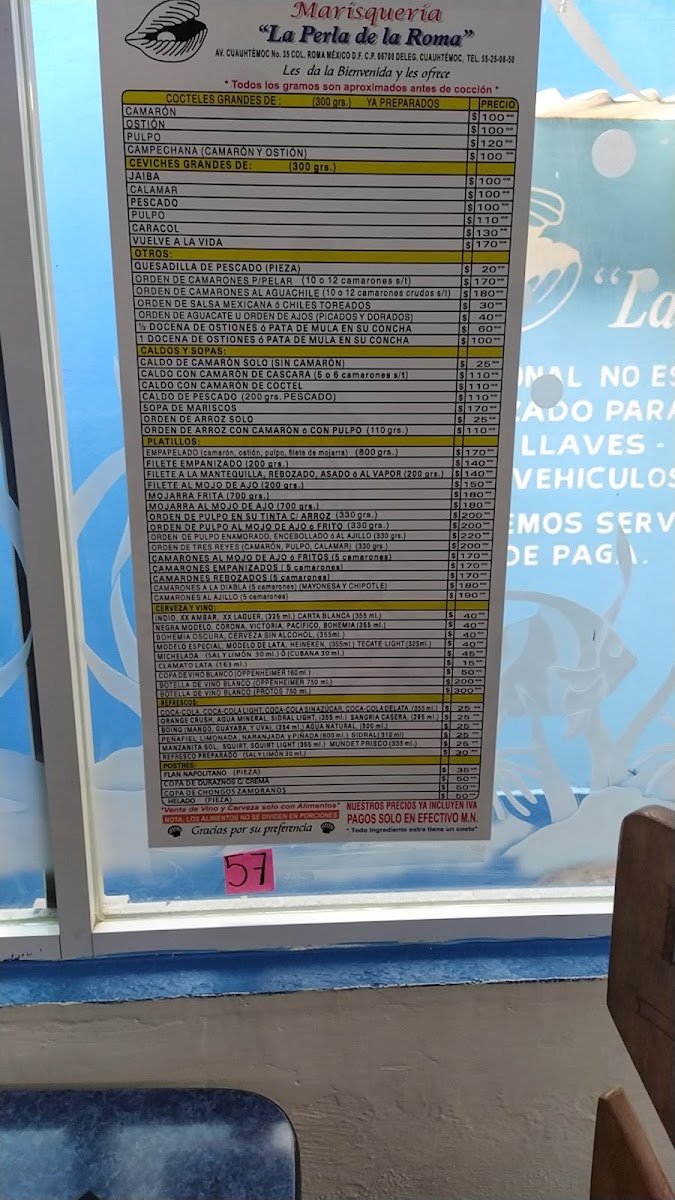 Marisquería
"La Perla de la Roma"
AV. CUAUHTÉMOC No. 35 COL. ROMA MÉXICO D.F. C.P. 06700 DELEG. CUAUHTÉMOC, TEL. 55-25-08-50
Les da la Bienvenida y les ofrece
* Todos los gramos son aproximados antes de cocción *
COCTELES GRANDES DE: (300 grs.) YA PREPARADOS PRECIO
CAMARÓN $ 100
OSTIÓN $ 100
PULPO $ 120
CAMPECHANA (CAMARÓN Y OSTIÓN) $ 100
CEVICHES GRANDES DE: (300 grs.)
JAIBA $ 100
CALAMAR $ 100
PESCADO $ 100
PULPO $ 110
CARACOL $ 130
VUELVE A LA VIDA $ 170
OTROS:
QUESADILLA DE PESCADO (PIEZA) $ 20
ORDEN DE CAMARONES P/PELAR (10 o 12 camarones s/t) $ 170
ORDEN DE CAMARONES AL AGUACHILE (10 o 12 camarones crudos s/t) $ 180
ORDEN DE SALSA MEXICANA ó CHILES TOREADOS $ 30
ORDEN DE AGUACATE U ORDEN DE AJOS (PICADOS Y DORADOS) $ 40
½ DOCENA DE OSTIONES ó PATA DE MULA EN SU CONCHA $ 60
1 DOCENA DE OSTIONES ó PATA DE MULA EN SU CONCHA $ 100
CALDOS Y SOPAS:
CALDO DE CAMARÓN SOLO (SIN CAMARÓN) $ 25
CALDO CON CAMARÓN DE CASCARA (5 o 6 camarones s/t) $ 110
CALDO CON CAMARÓN DE COCTEL $ 110
CALDO DE PESCADO (200 grs. PESCADO) $ 110
SOPA DE MARISCOS $ 170
ORDEN DE ARROZ SOLO $ 25
ORDEN DE ARROZ CON CAMARÓN ó CON PULPO (110 grs.) $ 110
PLATILLOS:
EMPAPELADO (camarón, ostión, pulpo, filete de mojarra) (800 grs.) $ 170
FILETE EMPANIZADO (200 grs.) $ 140
FILETE A LA MANTEQUILLA, REBOZADO, ASADO ó AL VAPOR (200 grs.) $ 140
FILETE AL MOJO DE AJO (200 grs.) $ 150
MOJARRA FRITA (700 grs.) $ 180
MOJARRA AL MOJO DE AJO (700 grs.) $ 180
ORDEN DE PULPO EN SU TINTA C/ ARROZ (330 grs.) $ 200
ORDEN DE PULPO AL MOJO DE AJO ó FRITO (330 grs.) $ 200
ORDEN DE PULPO ENAMORADO, ENCEBOLLADO ó AL AJILLO (330 grs.) $ 220
ORDEN DE TRES REYES (CAMARÓN, PULPO, CALAMAR) (330 grs.) $ 200
CAMARONES AL MOJO DE AJO ó FRITOS (5 camarones) $ 170
CAMARONES EMPANIZADOS (5 camarones) $ 170
CAMARONES REBOZADOS (5 camarones) $ 170
CAMARONES A LA DIABLA (5 camarones) (MAYONESA Y CHIPOTLE) $ 180
CAMARONES AL AJILLO (5 camarones) $ 190
CERVEZA Y VINO:
INDIO, XX AMBAR, XX LAGUER, (325 ml.) CARTA BLANCA (355 ml.) $ 40
NEGRA MODELO, CORONA, VICTORIA, PACIFICO, BOHEMIA (355 ml.) $ 40
BOHEMIA OSCURA, CERVEZA SIN ALCOHOL, (355ml.) $ 40
MODELO ESPECIAL, MODELO DE LATA, HEINEKEN, (355ml.) TECATE LIGHT (325ml.) $ 40
MICHELADA (SAL Y LIMÓN 30 ml.) Ó (CUBANA 30 ml.) $ 45
CLAMATO LATA (163 ml.) $ 15
COPA DE VINO BLANCO (OPPENHEIMER 160 ml.) $ 50
BOTELLA DE VINO BLANCO (OPPENHEIMER 750 ml.) $ 200
BOTELLA DE VINO BLANCO (PROTOS 750 ml.) $ 300
REFRESCOS:
COCA-COLA, COCA-COLA LIGHT, COCA-COLA SIN AZÚCAR, COCA-COLA DE LATA, (355 ml.) $ 25
ORANGE CRUSH, AGUA MINERAL, SIDRAL LIGHT, (355 ml.) SANGRIA CASERA, (295 ml.) $ 25
BOING (MANGO, GUAYABA, Y UVA), (354 ml.) AGUA NATURAL, (500 ml.) $ 25
PEÑAFIEL LIMONADA, NARANJADA y PIÑADA (600 ml.) SIDRAL (312 ml) $ 25
MANZANITA SOL, SQUIRT, SQUIRT LIGHT (355 ml.) MUNDET PRISCO (335 ml.) $ 25
REFRESCO PREPARADO (SAL Y LIMÓN 30 ml.) $ 30
POSTRES:
FLAN NAPOLITANO (PIEZA) $ 35
COPA DE DURAZNOS C/ CREMA $ 50
COPA DE CHONGOS ZAMORANOS $ 50
HELADO (PIEZA) $ 50
"Venta de Vino y Cerveza solo con Alimentos"
NOTA: LOS ALIMENTOS NO SE DIVIDEN EN PORCIONES
Gracias por su preferencia
NUESTROS PRECIOS YA INCLUYEN IVA
PAGOS SOLO EN EFECTIVO M.N.
* Todo ingrediente extra tiene un costo*
57
"La
ONAL NO ES
ZADO PARA
LLAVES -
VEHICULOS
EMOS SERV
DE PAGA.